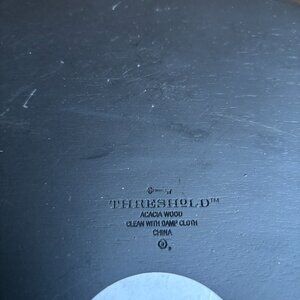 THRESHOLD™
ACACIA WOOD
CLEAN WITH DAMP CLOTH
CHINA